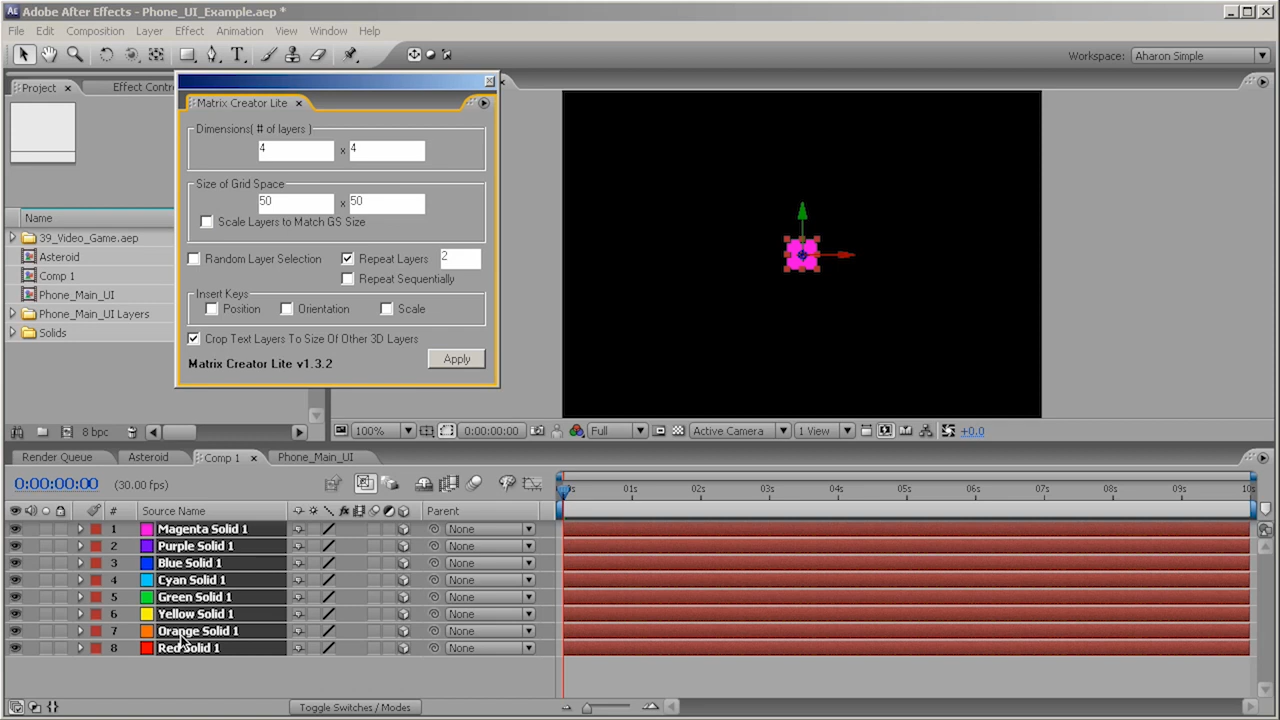 Adobe After Effects - Phone_UI_Example.aep *
File Edit Composition Layer Effect Animation View Window Help
Workspace: Aharon Simple
Project × Effect Contr
Matrix Creator Lite ×
Dimensions( # of layers )
4 x 4
Size of Grid Space
50 x 50
Scale Layers to Match GS Size
Random Layer Selection Repeat Layers 2
Repeat Sequentially
Insert Keys
Position Orientation Scale
Crop Text Layers To Size Of Other 3D Layers
Matrix Creator Lite v1.3.2 Apply
Name
39_Video_Game.aep
Asteroid
Comp 1
Phone_Main_UI
Phone_Main_UI Layers
Solids
8 bpc
100% 0:00:00:00 Full Active Camera 1 View +0.0
Render Queue Asteroid Comp 1 × Phone_Main_UI
0:00:00:00 (30.00 fps)
s 01s 02s 03s 04s 05s 06s 07s 08s 09s 10s
# Source Name Parent
1 Magenta Solid 1 None
2 Purple Solid 1 None
3 Blue Solid 1 None
4 Cyan Solid 1 None
5 Green Solid 1 None
6 Yellow Solid 1 None
7 Orange Solid 1 None
8 Red Solid 1 None
Toggle Switches / Modes